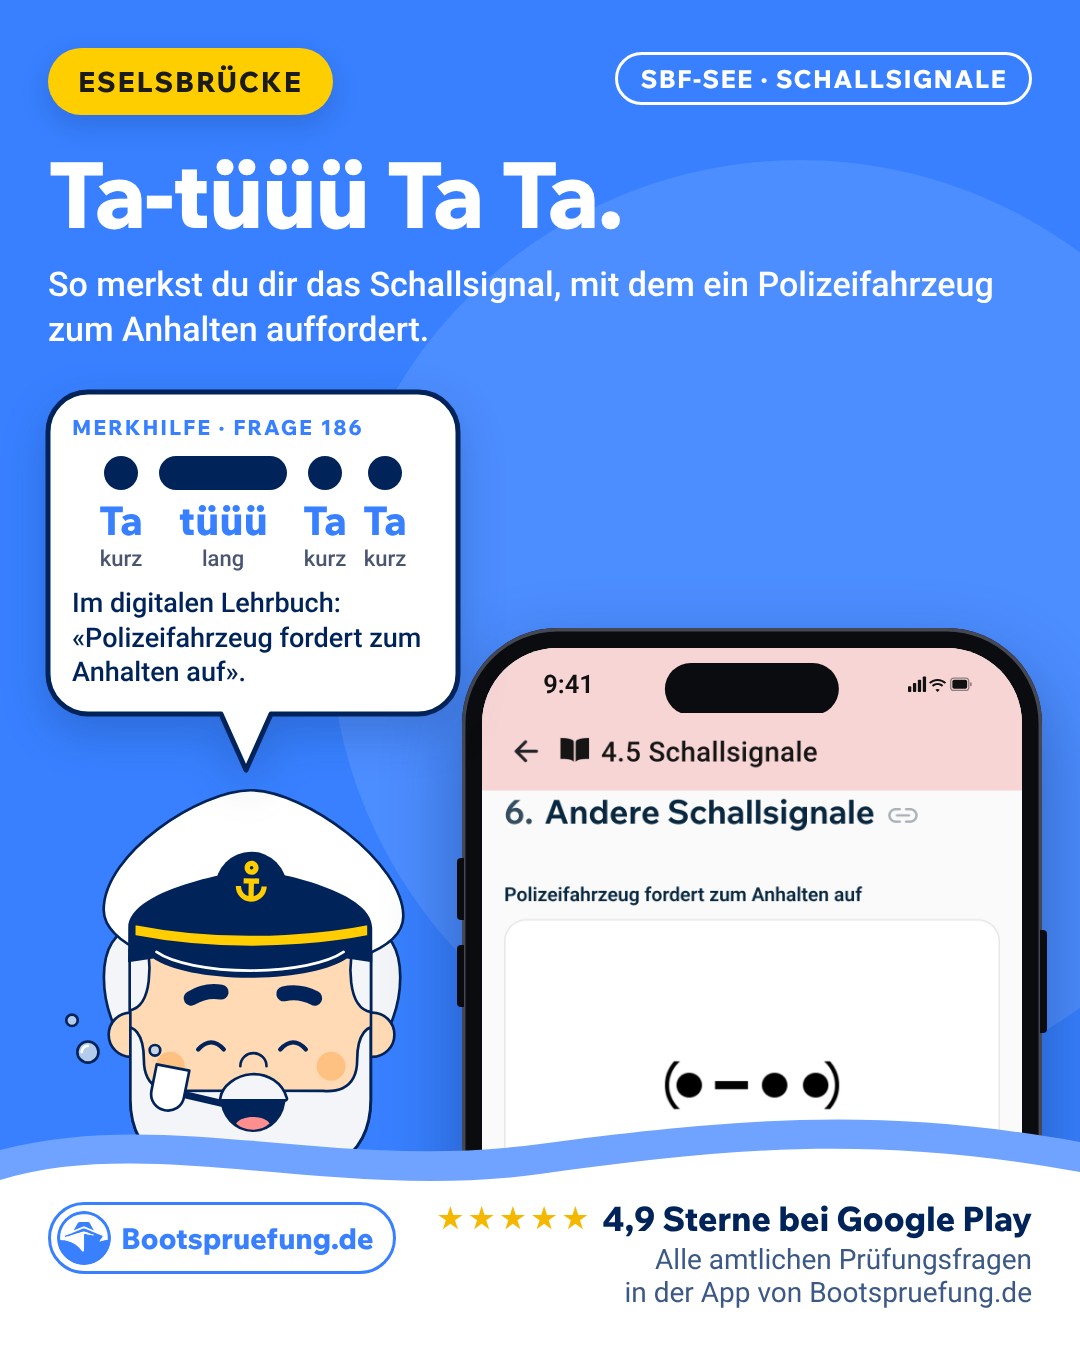 ESELSBRÜCKE
SBF-SEE · SCHALLSIGNALE
Ta-tüüü Ta Ta.
So merkst du dir das Schallsignal, mit dem ein Polizeifahrzeug
zum Anhalten auffordert.
MERKHILFE · FRAGE 186
Ta tüüü Ta Ta
kurz lang kurz kurz
Im digitalen Lehrbuch:
«Polizeifahrzeug fordert zum
Anhalten auf».
9:41
4.5 Schallsignale
6. Andere Schallsignale
Polizeifahrzeug fordert zum Anhalten auf
(● – ● ●)
Bootspruefung.de
★★★★★ 4,9 Sterne bei Google Play
Alle amtlichen Prüfungsfragen
in der App von Bootspruefung.de